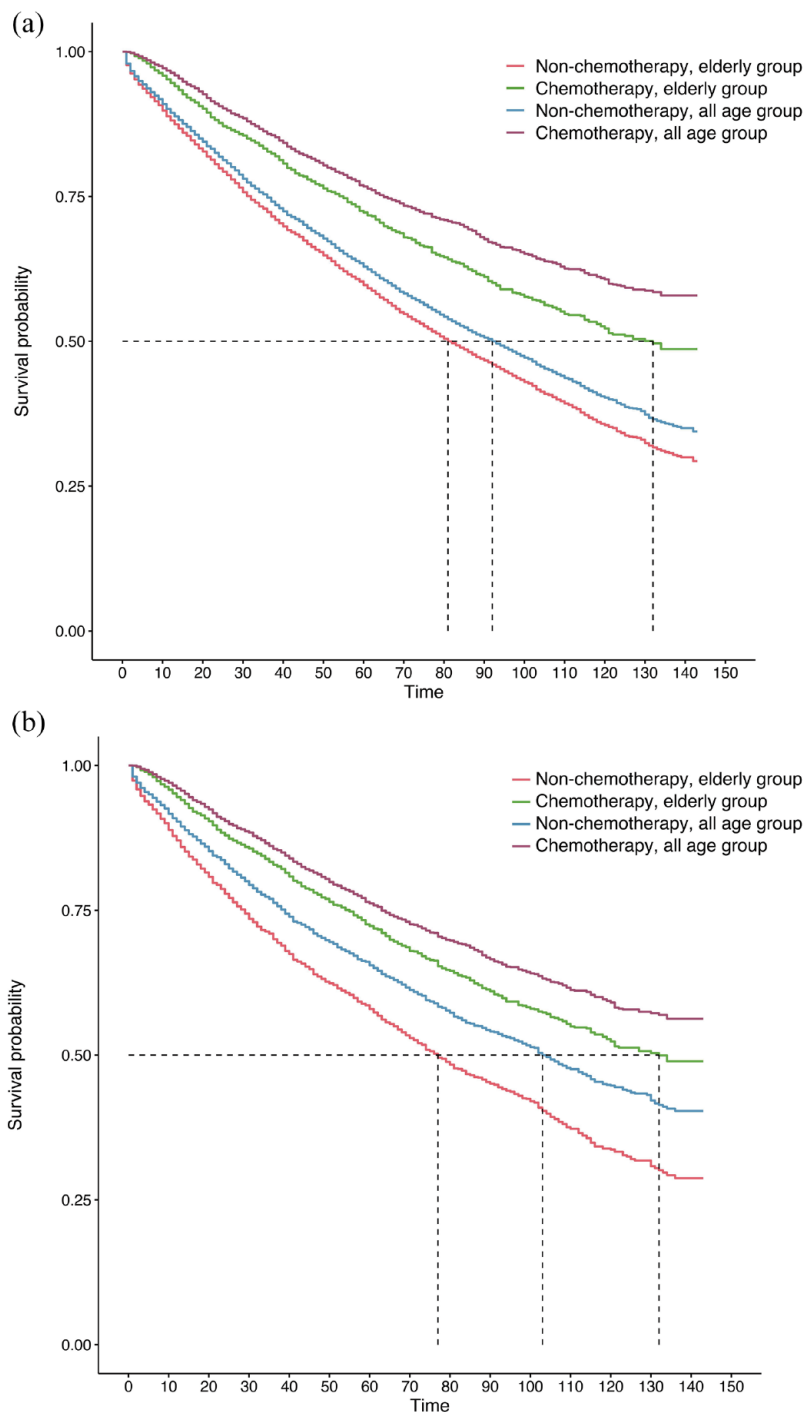 (a)
1.00
0.75
0.50
0.25
0.00
Survival probability
Non-chemotherapy, elderly group
Chemotherapy, elderly group
Non-chemotherapy, all age group
Chemotherapy, all age group
0 10 20 30 40 50 60 70 80 90 100 110 120 130 140 150
Time
(b)
1.00
0.75
0.50
0.25
0.00
Survival probability
Non-chemotherapy, elderly group
Chemotherapy, elderly group
Non-chemotherapy, all age group
Chemotherapy, all age group
0 10 20 30 40 50 60 70 80 90 100 110 120 130 140 150
Time